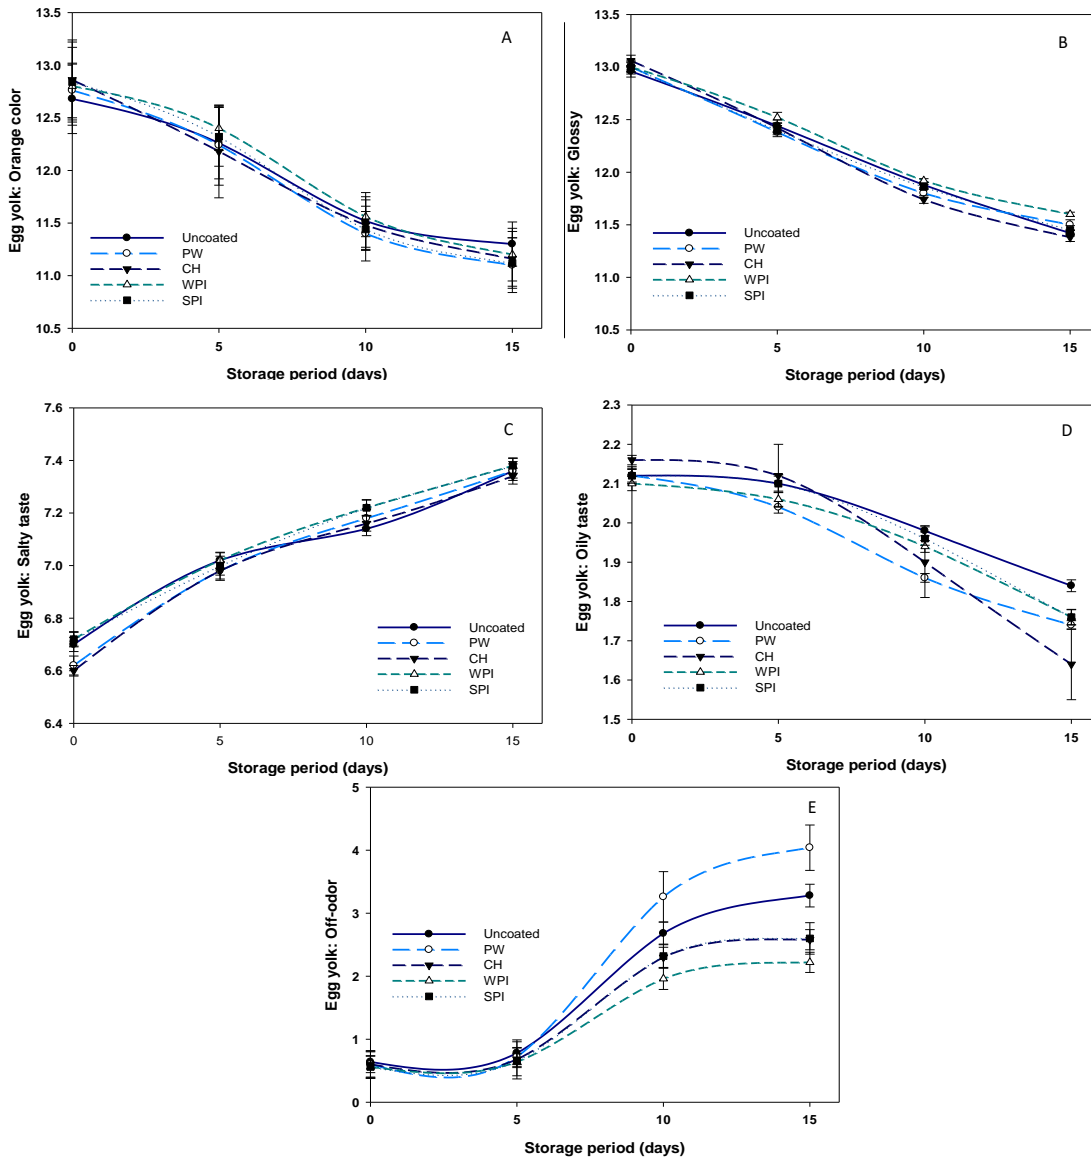 A
Egg yolk: Orange color
13.5
13.0
12.5
12.0
11.5
11.0
10.5
Uncoated
PW
CH
WPI
SPI
0 5 10 15
Storage period (days)
B
Egg yolk: Glossy
13.5
13.0
12.5
12.0
11.5
11.0
10.5
Uncoated
PW
CH
WPI
SPI
0 5 10 15
Storage period (days)
C
Egg yolk: Salty taste
7.6
7.4
7.2
7.0
6.8
6.6
6.4
Uncoated
PW
CH
WPI
SPI
0 5 10 15
Storage period (days)
D
Egg yolk: Oily taste
2.3
2.2
2.1
2.0
1.9
1.8
1.7
1.6
1.5
Uncoated
PW
CH
WPI
SPI
0 5 10 15
Storage period (days)
E
Egg yolk: Off-odor
5
4
3
2
1
0
Uncoated
PW
CH
WPI
SPI
0 5 10 15
Storage period (days)